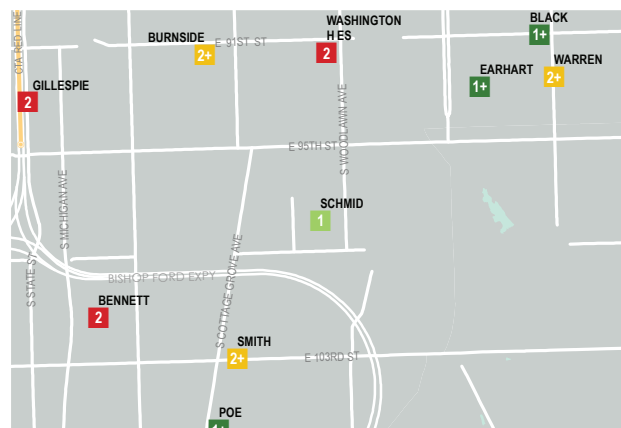 WASHINGTON
H ES
2
BLACK
1+
BURNSIDE
2+
E 91ST ST
CTA RED LINE
EARHART
1+
WARREN
2+
GILLESPIE
2
S WOODLAWN AVE
E 95TH ST
S MICHIGAN AVE
SCHMID
1
S STATE ST
S COTTAGE GROVE AVE
BISHOP FORD EXPY
BENNETT
2
SMITH
2+
E 103RD ST
POE
1+